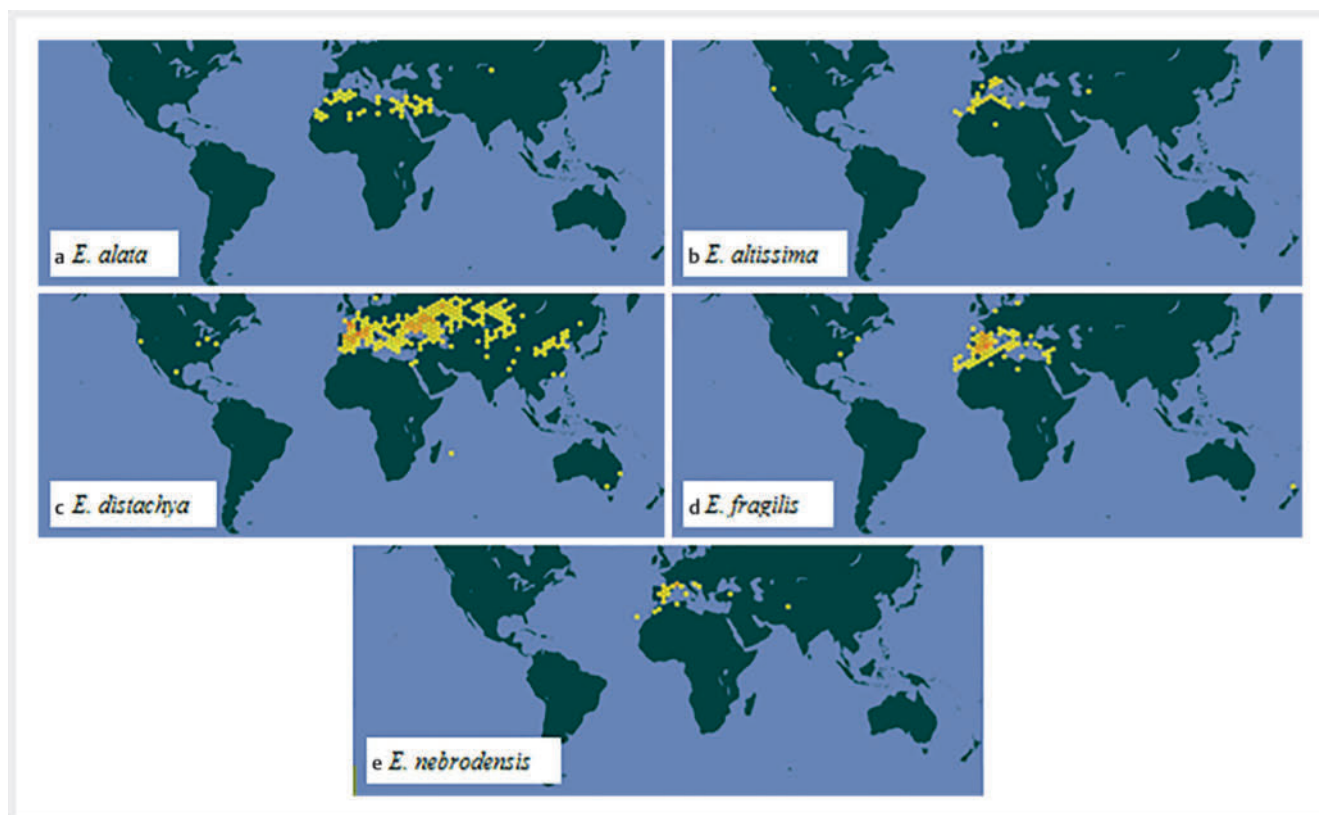 a E. alata
b E. altissima
c E. distachya
d E. fragilis
e E. nebrodensis